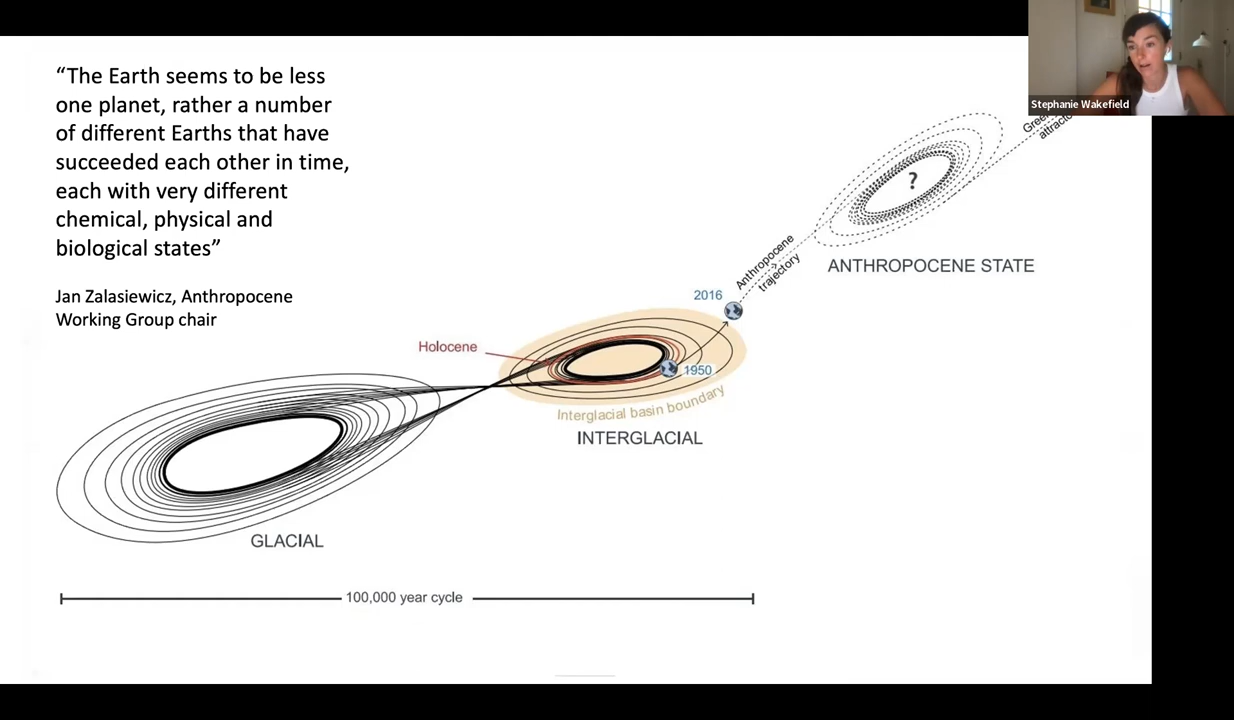 “The Earth seems to be less
one planet, rather a number
of different Earths that have
succeeded each other in time,
each with very different
chemical, physical and
biological states”
Jan Zalasiewicz, Anthropocene
Working Group chair
Stephanie Wakefield
?
Anthropocene
trajectory
ANTHROPOCENE STATE
2016
Holocene
1950
Interglacial basin boundary
INTERGLACIAL
GLACIAL
100,000 year cycle